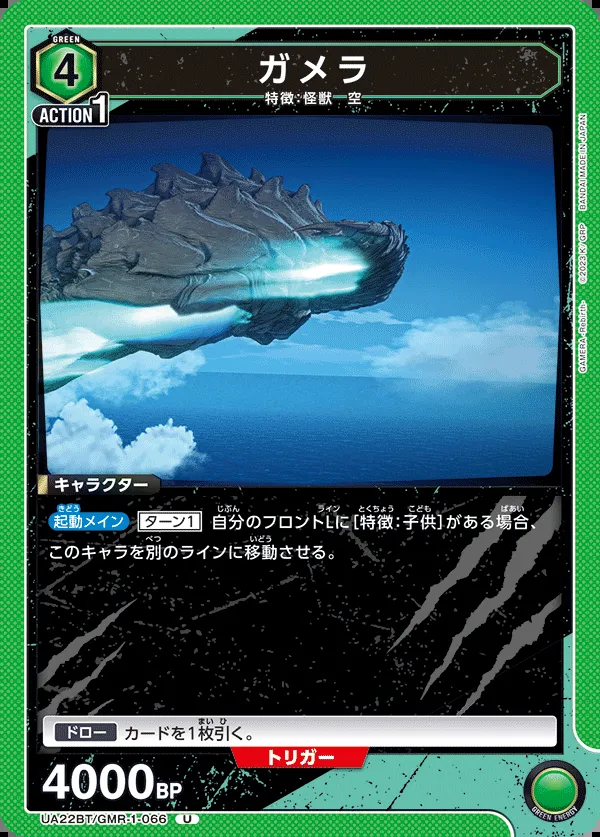 GREEN
4
ACTION 1
ガメラ
特徴:怪獣 空
GAMERA -Rebirth- ©2023 K/GRP BANDAI MADE IN JAPAN
キャラクター
起動メイン ターン1 自分のフロントLに[特徴:子供]がある場合、
このキャラを別のラインに移動させる。
ドロー カードを1枚引く。
トリガー
4000BP
GREEN ENERGY
UA22BT/GMR-1-066 U